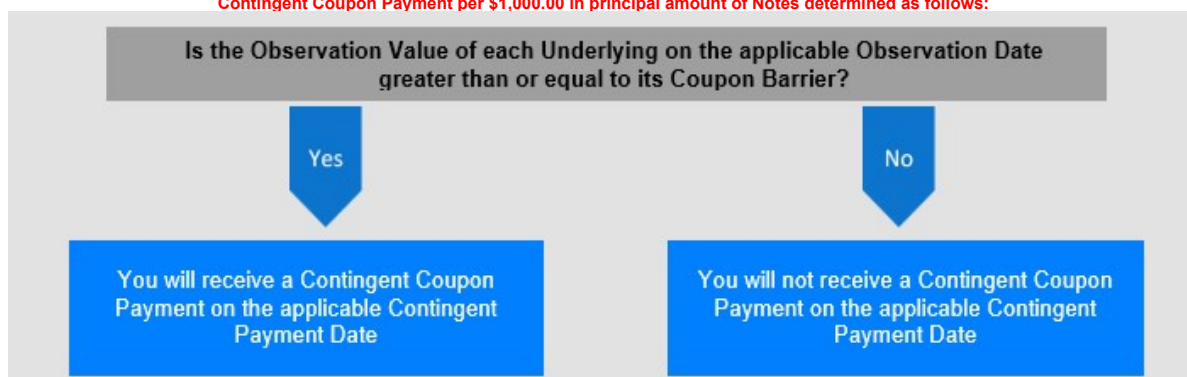 Contingent Coupon Payment per $1,000.00 in principal amount of Notes determined as follows:
Is the Observation Value of each Underlying on the applicable Observation Date
greater than or equal to its Coupon Barrier?
Yes
No
You will receive a Contingent Coupon
Payment on the applicable Contingent
Payment Date
You will not receive a Contingent Coupon
Payment on the applicable Contingent
Payment Date